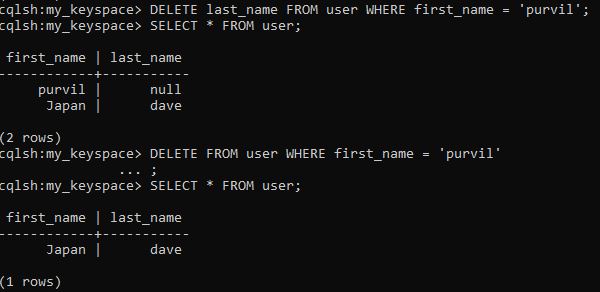 cqlsh:my_keyspace> DELETE last_name FROM user WHERE first_name = 'purvil';
cqlsh:my_keyspace> SELECT * FROM user;
 first_name | last_name
------------+-----------
     purvil |      null
      Japan |      dave
(2 rows)
cqlsh:my_keyspace> DELETE FROM user WHERE first_name = 'purvil'
               ... ;
cqlsh:my_keyspace> SELECT * FROM user;
 first_name | last_name
------------+-----------
      Japan |      dave
(1 rows)